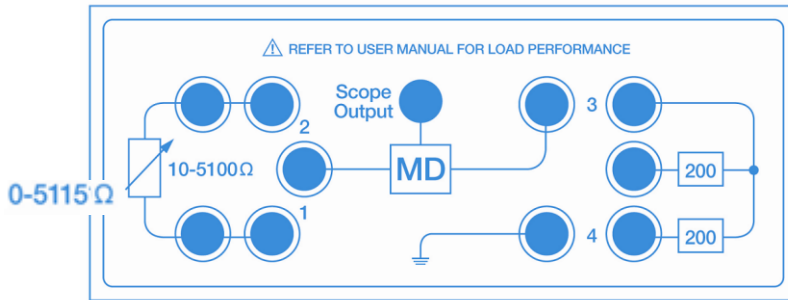 REFER TO USER MANUAL FOR LOAD PERFORMANCE
Scope
Output
3
2
10-5100Ω
MD
200
0-5115Ω
1
4
200